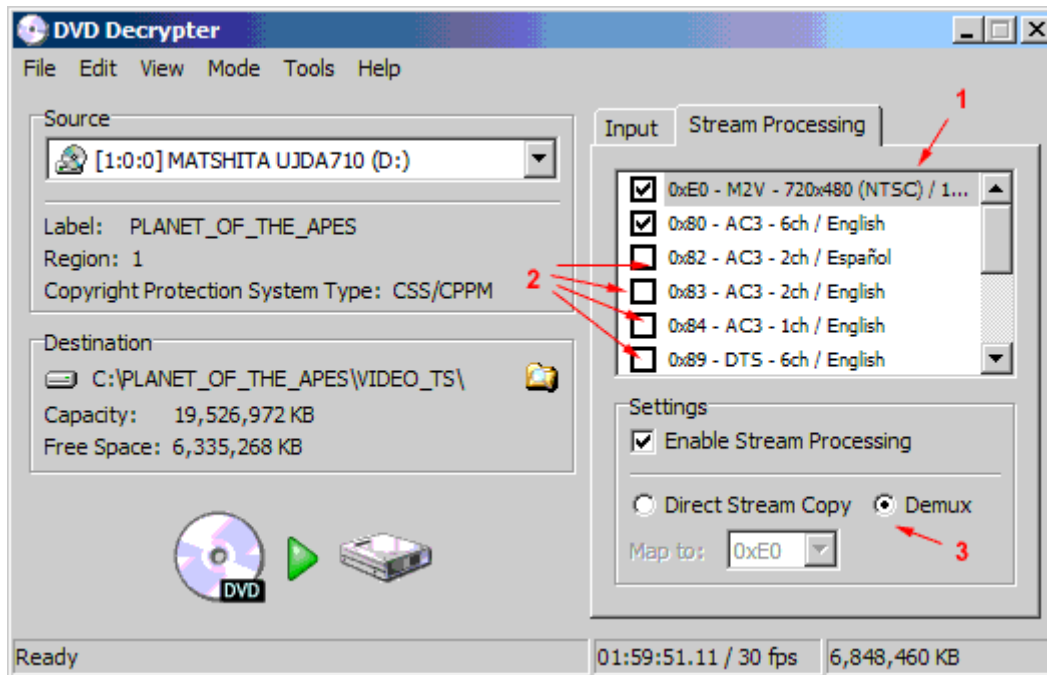 DVD Decrypter
File Edit View Mode Tools Help
Source
[1:0:0] MATSHITA UJDA710 (D:)
Label: PLANET_OF_THE_APES
Region: 1
Copyright Protection System Type: CSS/CPPM
Destination
C:\PLANET_OF_THE_APES\VIDEO_TS\
Capacity: 19,526,972 KB
Free Space: 6,335,268 KB
DVD
1
Input Stream Processing
0xE0 - M2V - 720x480 (NTSC) / 1...
0x80 - AC3 - 6ch / English
0x82 - AC3 - 2ch / Español
2
0x83 - AC3 - 2ch / English
0x84 - AC3 - 1ch / English
0x89 - DTS - 6ch / English
Settings
Enable Stream Processing
Direct Stream Copy Demux
Map to: 0xE0
3
Ready
01:59:51.11 / 30 fps
6,848,460 KB